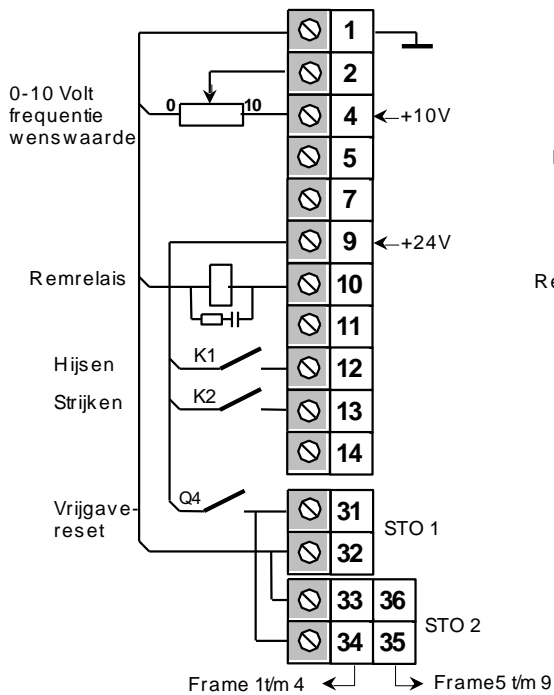 1
2
0-10 Volt
frequentie
wenswaarde
0 10
4 +10V
5
7
9 +24V
Remrelais
10
11
Hijsen K1 12
Strijken K2 13
14
Vrijgave-
reset
Q4 31
STO 1
32
33 36
STO 2
34 35
Frame 1t/m 4 Frame5 t/m 9
Re